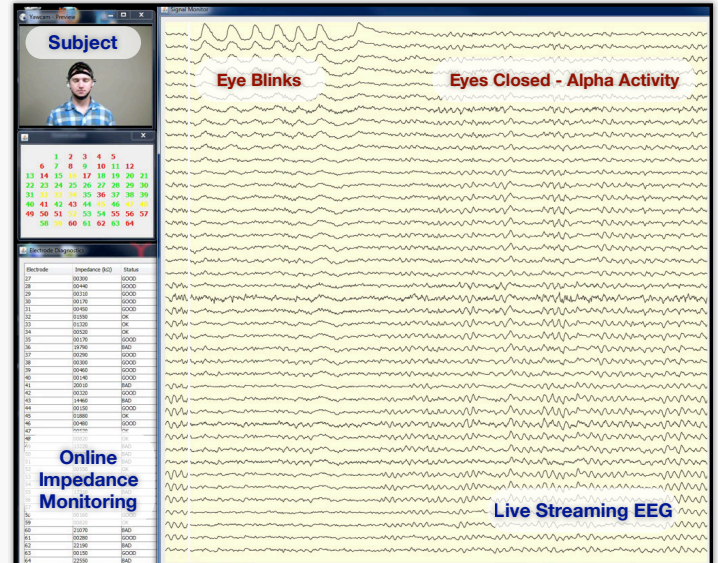 Yawcam - Preview
Subject
1 2 3 4 5
6 7 8 9 10 11 12
13 14 15 17 18 19 20 21
22 23 24 25 26 27 28 29 30
31 35 36 37 38 39
40 41 42 43 44 46
49 50 51 53 54 55 56 57
58 60 61 62 63 64
Electrode Diagnostics
Electrode Impedance (kΩ) Status
27 00300 GOOD
28 00440 GOOD
29 00310 GOOD
30 00170 GOOD
31 00450 GOOD
32 01550 OK
33 01320 OK
34 00520 OK
35 00170 GOOD
36 19790 BAD
37 00290 GOOD
38 00300 GOOD
39 00460 GOOD
40 00140 GOOD
41 20010 BAD
42 00320 GOOD
43 14460 BAD
44 00150 GOOD
45 01880 OK
46 00480 GOOD
47
48
Online
Impedance
Monitoring
59
60 21070 BAD
61 00280 GOOD
62 22190 BAD
63 00150 GOOD
64 22550 BAD
Signal Monitor
Eye Blinks
Eyes Closed - Alpha Activity
Live Streaming EEG